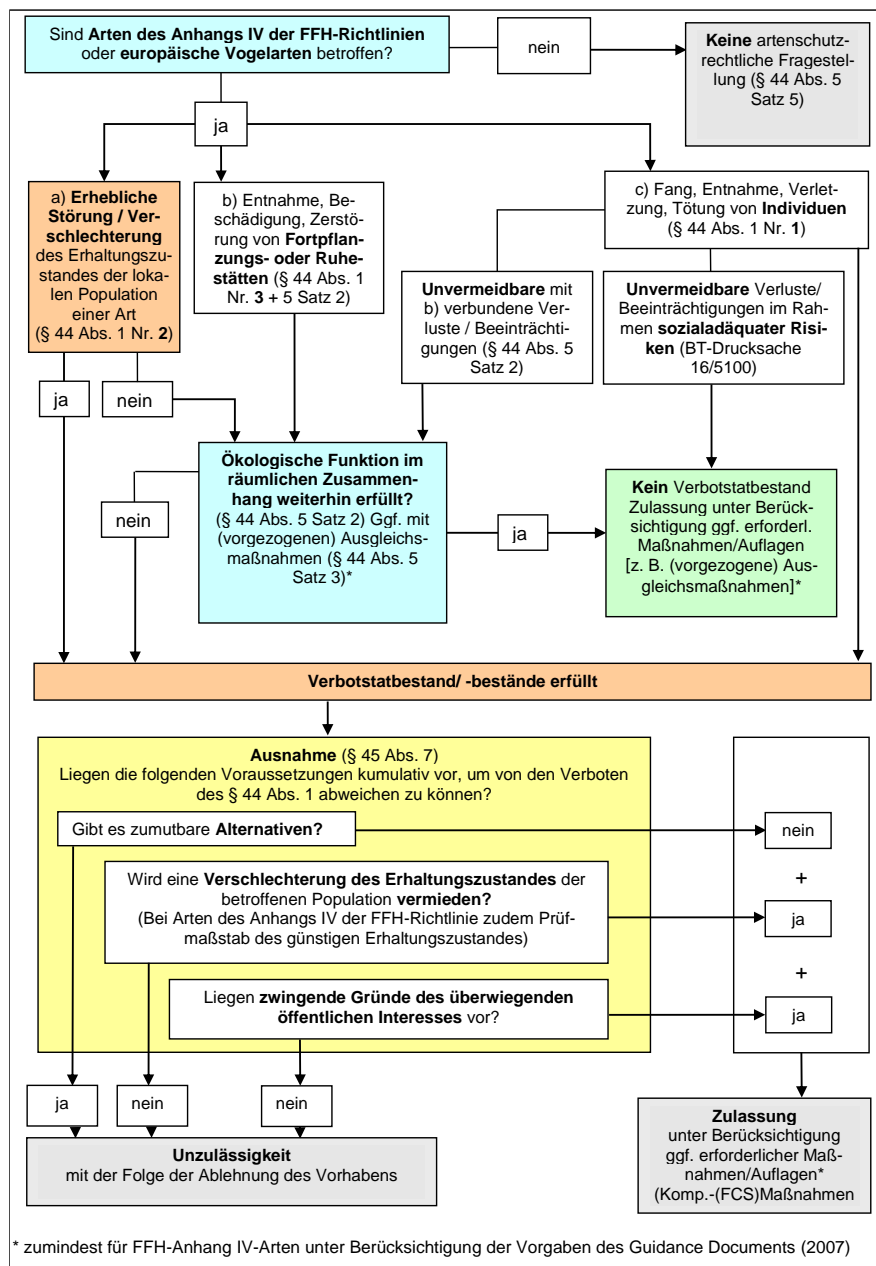 Sind Arten des Anhangs IV der FFH-Richtlinien
oder europäische Vogelarten betroffen?
nein
Keine artenschutz-
rechtliche Fragestel-
lung (§ 44 Abs. 5
Satz 5)
ja
a) Erhebliche
Störung / Ver-
schlechterung
des Erhaltungszu-
standes der loka-
len Population
einer Art
(§ 44 Abs. 1 Nr. 2)
b) Entnahme, Be-
schädigung, Zerstö-
rung von Fortpflan-
zungs- oder Ruhe-
stätten (§ 44 Abs. 1
Nr. 3 + 5 Satz 2)
c) Fang, Entnahme, Verlet-
zung, Tötung von Individuen
(§ 44 Abs. 1 Nr. 1)
Unvermeidbare mit
b) verbundene Ver-
luste / Beeinträchti-
gungen (§ 44 Abs. 5
Satz 2)
Unvermeidbare Verluste/
Beeinträchtigungen im Rah-
men sozialadäquater Risi-
ken (BT-Drucksache
16/5100)
ja
nein
Ökologische Funktion im
räumlichen Zusammen-
hang weiterhin erfüllt?
(§ 44 Abs. 5 Satz 2) Ggf. mit
(vorgezogenen) Ausgleichs-
maßnahmen (§ 44 Abs. 5
Satz 3)*
nein
ja
Kein Verbotstatbestand
Zulassung unter Berück-
sichtigung ggf. erforderl.
Maßnahmen/Auflagen
[z. B. (vorgezogene) Aus-
gleichsmaßnahmen]*
Verbotstatbestand/ -bestände erfüllt
Ausnahme (§ 45 Abs. 7)
Liegen die folgenden Voraussetzungen kumulativ vor, um von den Verboten
des § 44 Abs. 1 abweichen zu können?
Gibt es zumutbare Alternativen?
nein
+
Wird eine Verschlechterung des Erhaltungszustandes der
betroffenen Population vermieden?
(Bei Arten des Anhangs IV der FFH-Richtlinie zudem Prüf-
maßstab des günstigen Erhaltungszustandes)
ja
+
Liegen zwingende Gründe des überwiegenden
öffentlichen Interesses vor?
ja
ja
nein
nein
Unzulässigkeit
mit der Folge der Ablehnung des Vorhabens
Zulassung
unter Berücksichtigung
ggf. erforderlicher Maß-
nahmen/Auflagen*
(Komp.-(FCS)Maßnahmen
* zumindest für FFH-Anhang IV-Arten unter Berücksichtigung der Vorgaben des Guidance Documents (2007)